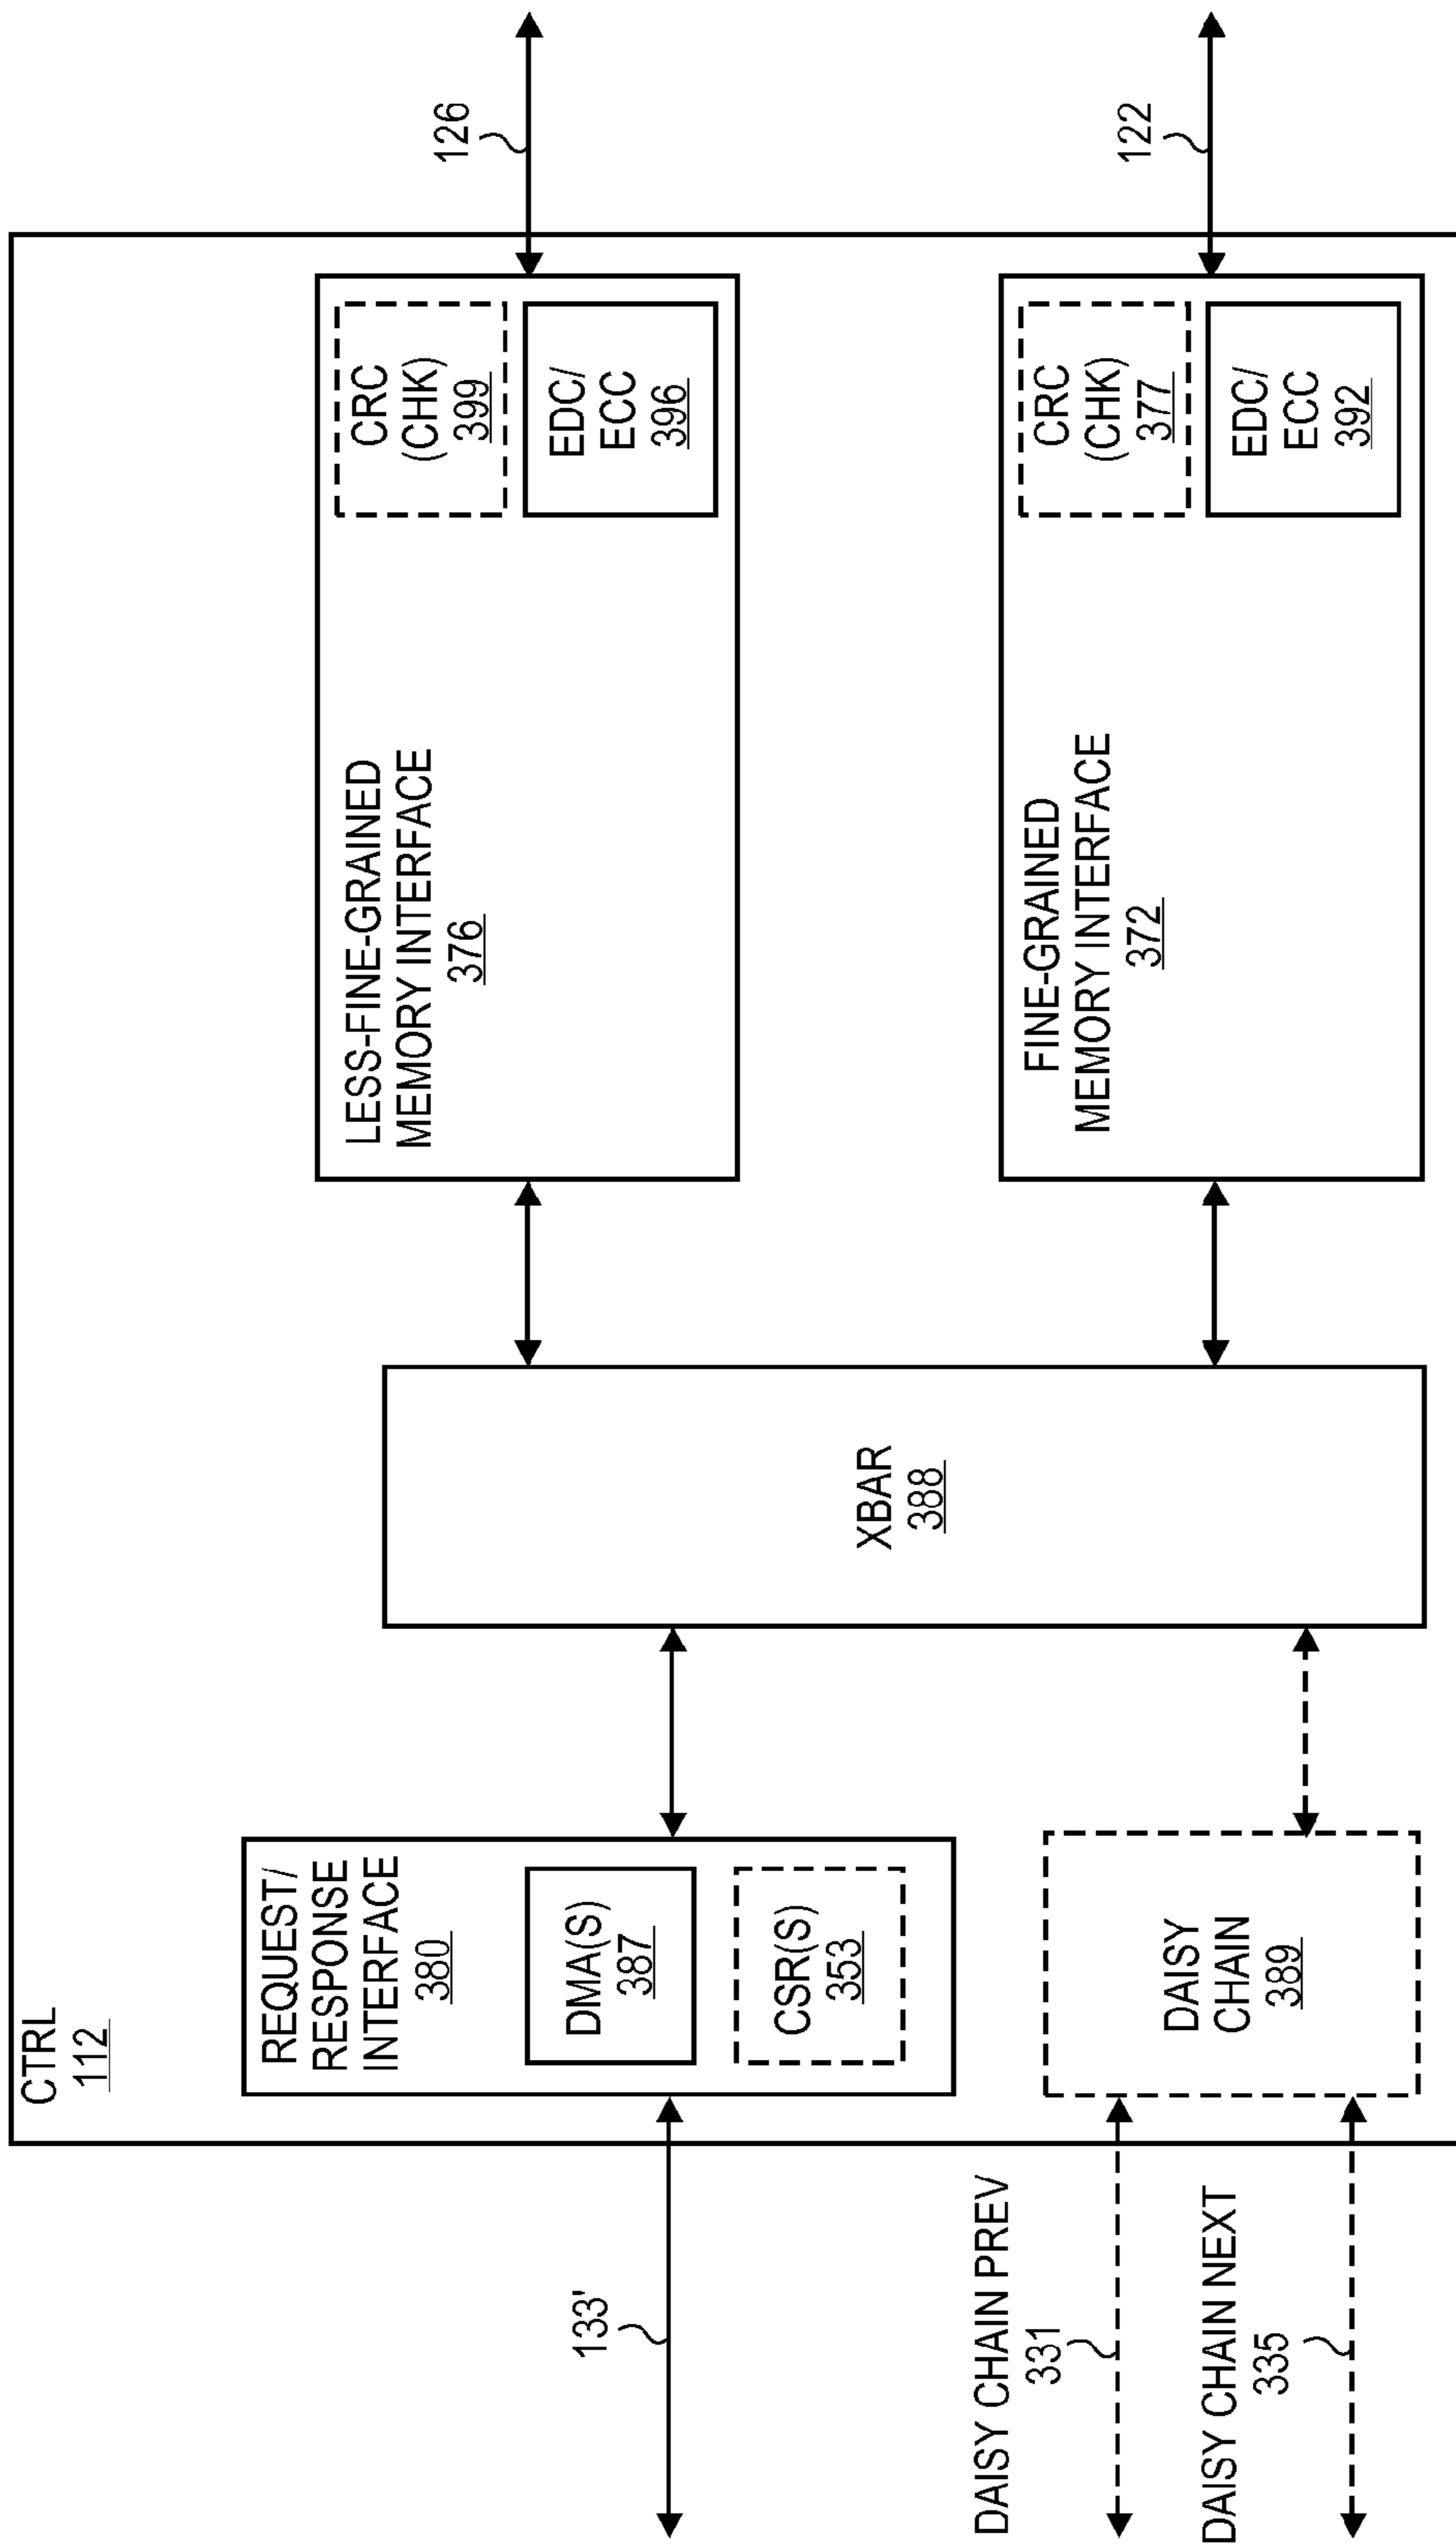 CTRL
112
REQUEST/
RESPONSE
INTERFACE
380
DMA(S)
387
CSR(S)
353
133'
DAISY
CHAIN
389
DAISY CHAIN PREV
331
DAISY CHAIN NEXT
335
XBAR
388
LESS-FINE-GRAINED
MEMORY INTERFACE
376
CRC
(CHK)
399
EDC/
ECC
396
126
FINE-GRAINED
MEMORY INTERFACE
372
CRC
(CHK)
377
EDC/
ECC
392
122